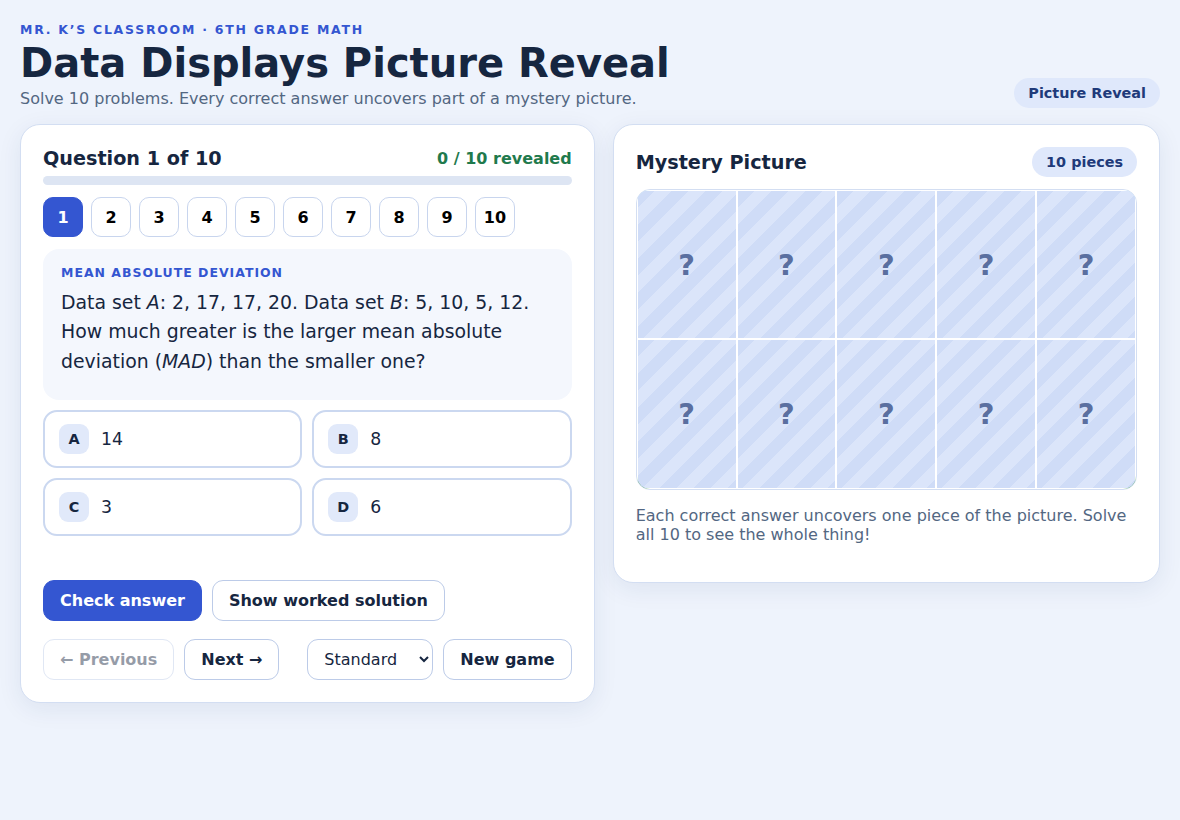 MR. K’S CLASSROOM · 6TH GRADE MATH
Data Displays Picture Reveal
Solve 10 problems. Every correct answer uncovers part of a mystery picture.
Picture Reveal
Question 1 of 10
0 / 10 revealed
1 2 3 4 5 6 7 8 9 10
MEAN ABSOLUTE DEVIATION
Data set A: 2, 17, 17, 20. Data set B: 5, 10, 5, 12.
How much greater is the larger mean absolute
deviation (MAD) than the smaller one?
A 14
B 8
C 3
D 6
Check answer
Show worked solution
← Previous
Next →
Standard
New game
Mystery Picture
10 pieces
? ? ? ? ?
? ? ? ? ?
Each correct answer uncovers one piece of the picture. Solve
all 10 to see the whole thing!